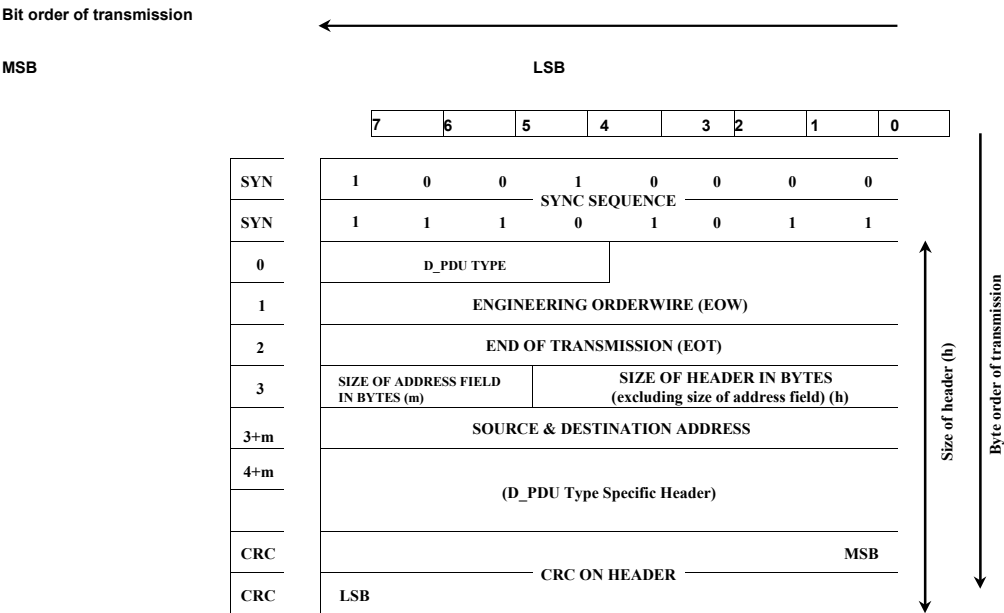 Bit order of transmission
MSB LSB
7 6 5 4 3 2 1 0
SYN 1 0 0 1 0 0 0 0
SYNC SEQUENCE
SYN 1 1 1 0 1 0 1 1
0 D_PDU TYPE
1 ENGINEERING ORDERWIRE (EOW)
2 END OF TRANSMISSION (EOT)
3 SIZE OF ADDRESS FIELD
IN BYTES (m)
SIZE OF HEADER IN BYTES
(excluding size of address field) (h)
3+m SOURCE & DESTINATION ADDRESS
4+m
(D_PDU Type Specific Header)
CRC MSB
CRC ON HEADER
CRC LSB
Size of header (h)
Byte order of transmission